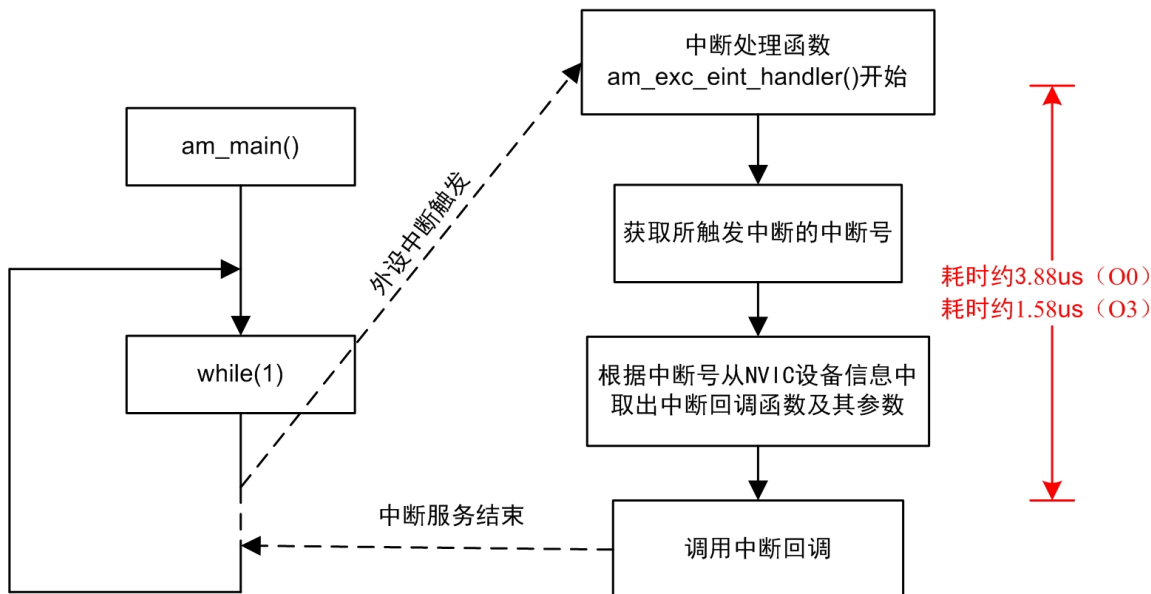 am_main()
while(1)
外设中断触发
中断处理函数
am_exc_eint_handler()开始
获取所触发中断的中断号
根据中断号从NVIC设备信息中
取出中断回调函数及其参数
调用中断回调
中断服务结束
耗时约3.88us（O0）
耗时约1.58us（O3）